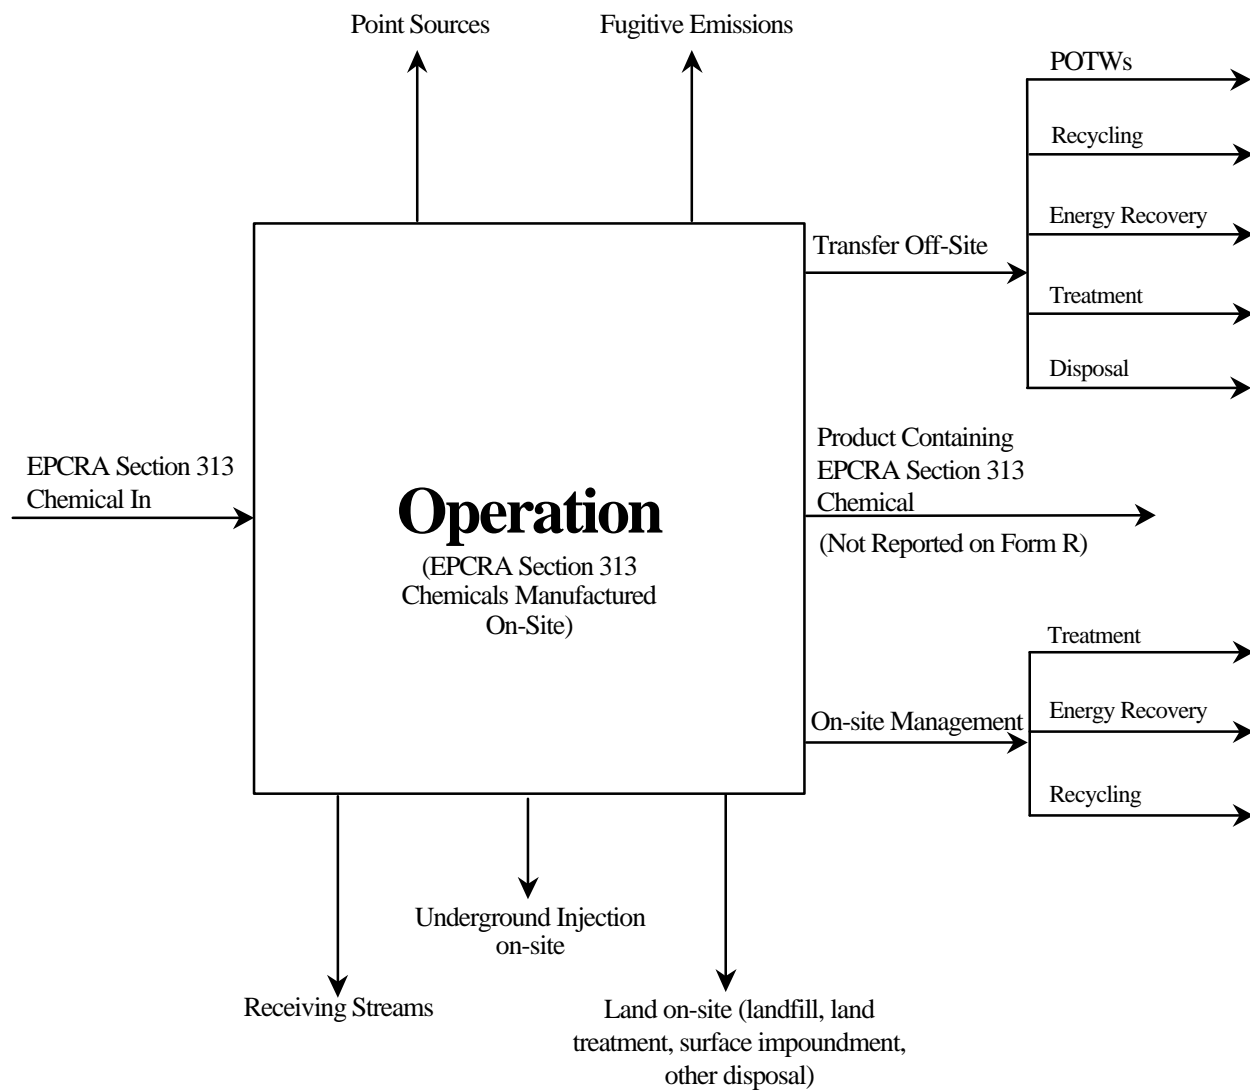 Point Sources
Fugitive Emissions
POTWs
Recycling
Energy Recovery
Transfer Off-Site
Treatment
Disposal
Product Containing
EPCRA Section 313
Chemical
(Not Reported on Form R)
EPCRA Section 313
Chemical In
Operation
(EPCRA Section 313
Chemicals Manufactured
On-Site)
Treatment
On-site Management
Energy Recovery
Recycling
Underground Injection
on-site
Receiving Streams
Land on-site (landfill, land
treatment, surface impoundment,
other disposal)